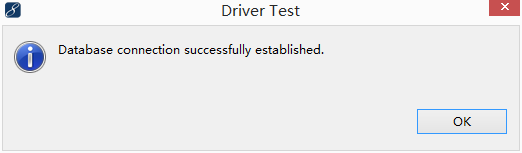 Driver Test
Database connection successfully established.
OK